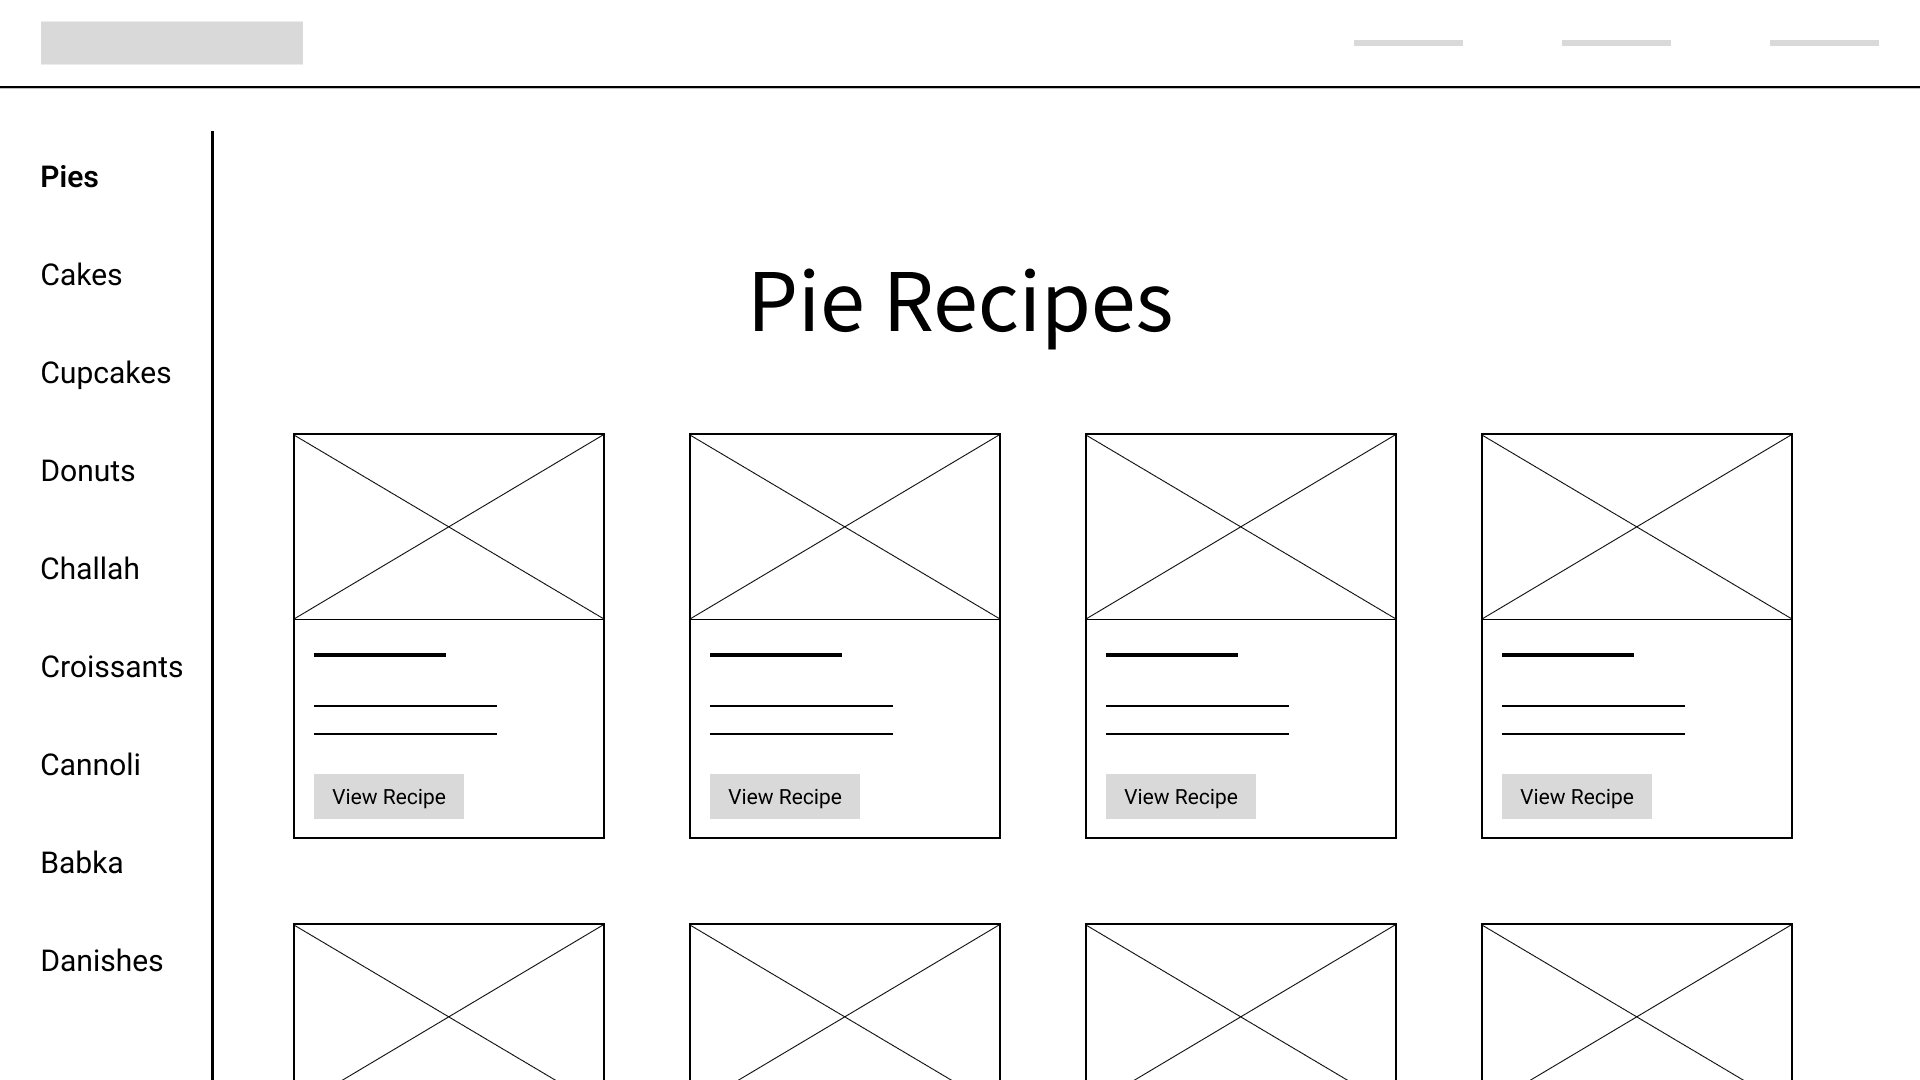 Pies
Cakes
Cupcakes
Donuts
Challah
Croissants
Cannoli
Babka
Danishes
Pie Recipes
View Recipe
View Recipe
View Recipe
View Recipe